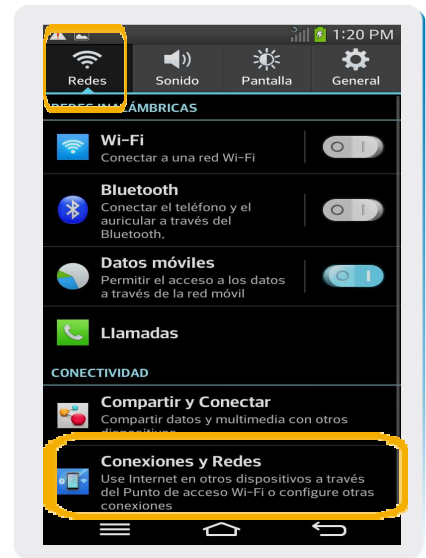 1:20 PM
Redes
Sonido
Pantalla
General
REDES INALÁMBRICAS
Wi-Fi
Conectar a una red Wi-Fi
Bluetooth
Conectar el teléfono y el
auricular a través del
Bluetooth.
Datos móviles
Permitir el acceso a los datos
a través de la red móvil
Llamadas
CONECTIVIDAD
Compartir y Conectar
Compartir datos y multimedia con otros
dispositivos
Conexiones y Redes
Use Internet en otros dispositivos a través
del Punto de acceso Wi-Fi o configure otras
conexiones